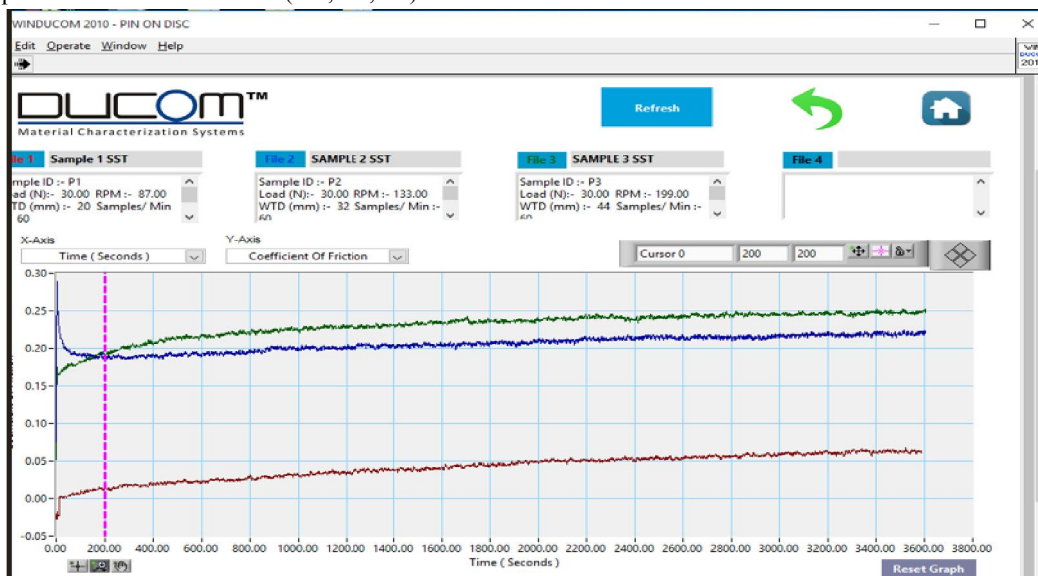 WINDUCOM 2010 - PIN ON DISC
Edit Operate Window Help
DUCOM™
Material Characterization Systems
Refresh
File 1 Sample 1 SST
File 2 SAMPLE 2 SST
File 3 SAMPLE 3 SST
File 4
mple ID :- P1
ad (N):- 30.00 RPM :- 87.00
TD (mm) :- 20 Samples/ Min
60
Sample ID :- P2
Load (N):- 30.00 RPM :- 133.00
WTD (mm) :- 32 Samples/ Min :-
60
Sample ID :- P3
Load (N):- 30.00 RPM :- 199.00
WTD (mm) :- 44 Samples/ Min :-
60
X-Axis
Time ( Seconds )
Y-Axis
Coefficient Of Friction
Cursor 0 200 200
0.30
0.25
0.20
0.15
0.10
0.05
0.00
-0.05
0.00 200.00 400.00 600.00 800.00 1000.00 1200.00 1400.00 1600.00 1800.00 2000.00 2200.00 2400.00 2600.00 2800.00 3000.00 3200.00 3400.00 3600.00 3800.00
Time ( Seconds )
Reset Graph